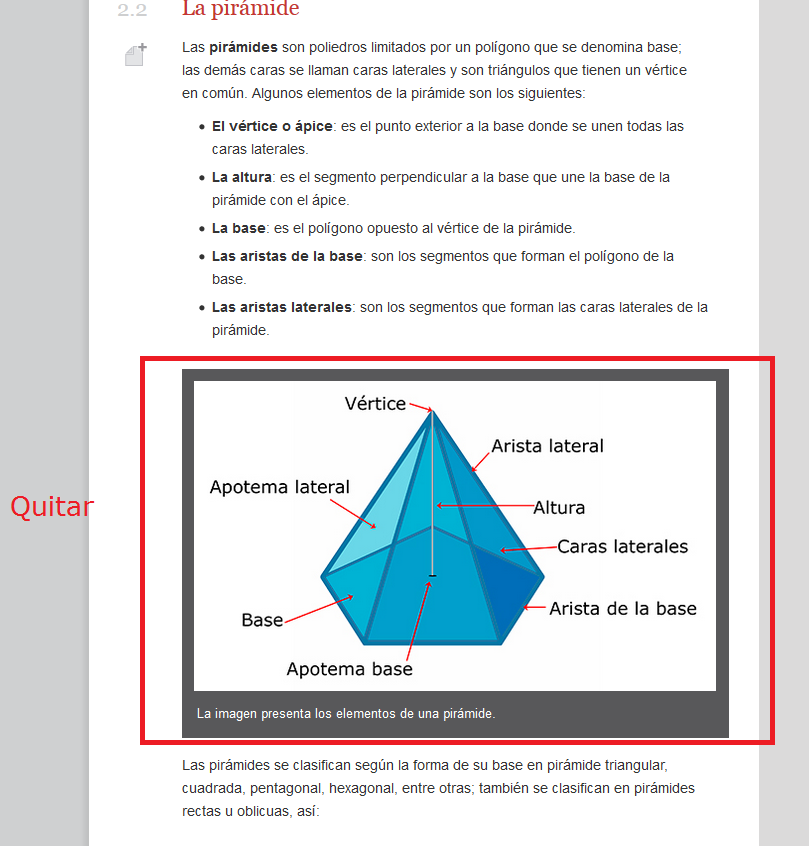 2.2 La pirámide
Las pirámides son poliedros limitados por un polígono que se denomina base;
las demás caras se llaman caras laterales y son triángulos que tienen un vértice
en común. Algunos elementos de la pirámide son los siguientes:
• El vértice o ápice: es el punto exterior a la base donde se unen todas las
caras laterales.
• La altura: es el segmento perpendicular a la base que une la base de la
pirámide con el ápice.
• La base: es el polígono opuesto al vértice de la pirámide.
• Las aristas de la base: son los segmentos que forman el polígono de la
base.
• Las aristas laterales: son los segmentos que forman las caras laterales de la
pirámide.
Quitar
Vértice
Arista lateral
Apotema lateral
Altura
Caras laterales
Arista de la base
Base
Apotema base
La imagen presenta los elementos de una pirámide.
Las pirámides se clasifican según la forma de su base en pirámide triangular,
cuadrada, pentagonal, hexagonal, entre otras; también se clasifican en pirámides
rectas u oblicuas, así: